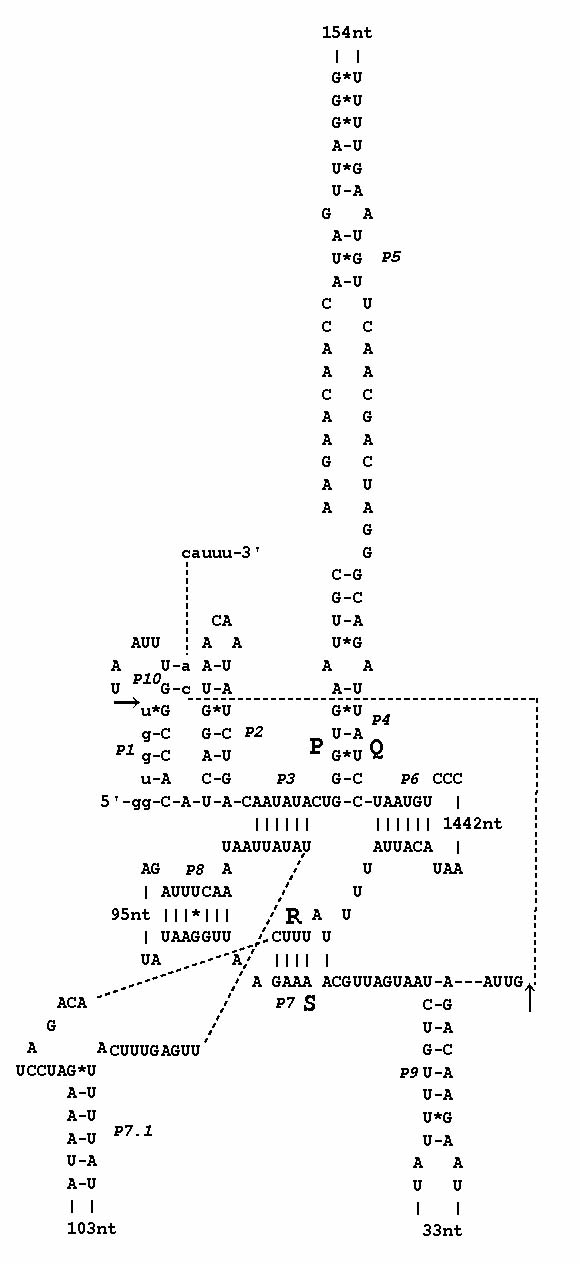 154nt
| |
G*U
G*U
G*U
A-U
U*G
U-A
G A
A-U
U*G P5
A-U
C U
C C
A A
A A
C C
A G
A A
G C
A U
A A
G
cauuu-3' G
C-G
G-C
CA U-A
AUU A A U*G
A U-a A-U A A
U P10 G-c U-A A-U
u*G G*U G*U P4
g-C G-C P2 U-A
P1 g-C A-U P G*U Q
u-A C-G P3 G-C P6 CCC
5'-gg-C-A-U-A-CAAUAUACUG-C-UAAUGU |
|||||| |||||| 1442nt
UAAUUAUAU AUUACA |
AG P8 A U UAA
| AUUUCAA U
95nt |||*||| R A U
| UAAGGUU CUUU U
UA A |||| |
A GAAA ACGUUAGUAAU-A---AUUG
ACA P7 S C-G
G U-A
A ACUUUGAGUU G-C
UCCUAG*U P9 U-A
A-U U-A
A-U U*G
A-U P7.1 U-A
U-A A A
A-U U U
| | | |
103nt 33nt